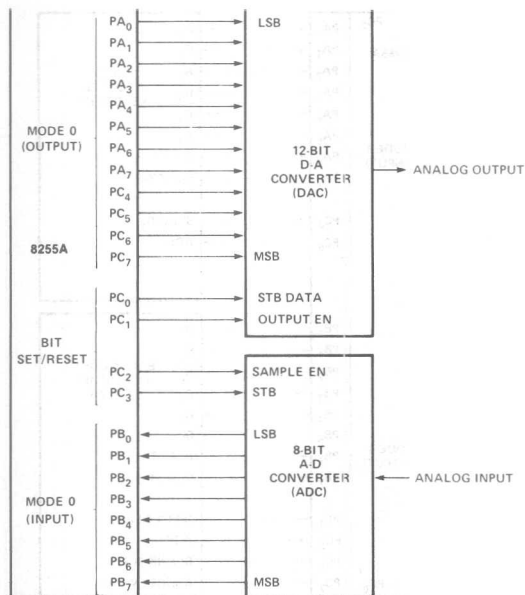 PA0 LSB
PA1
PA2
PA3
PA4
PA5
MODE 0
(OUTPUT)
PA6
12-BIT
D-A
CONVERTER
(DAC)
ANALOG OUTPUT
PA7
PC4
PC5
PC6
8255A
PC7 MSB
PC0 STB DATA
PC1 OUTPUT EN
BIT
SET/RESET
PC2 SAMPLE EN
PC3 STB
PB0 LSB
PB1
8-BIT
A-D
CONVERTER
(ADC)
ANALOG INPUT
PB2
PB3
MODE 0
(INPUT)
PB4
PB5
PB6
PB7 MSB